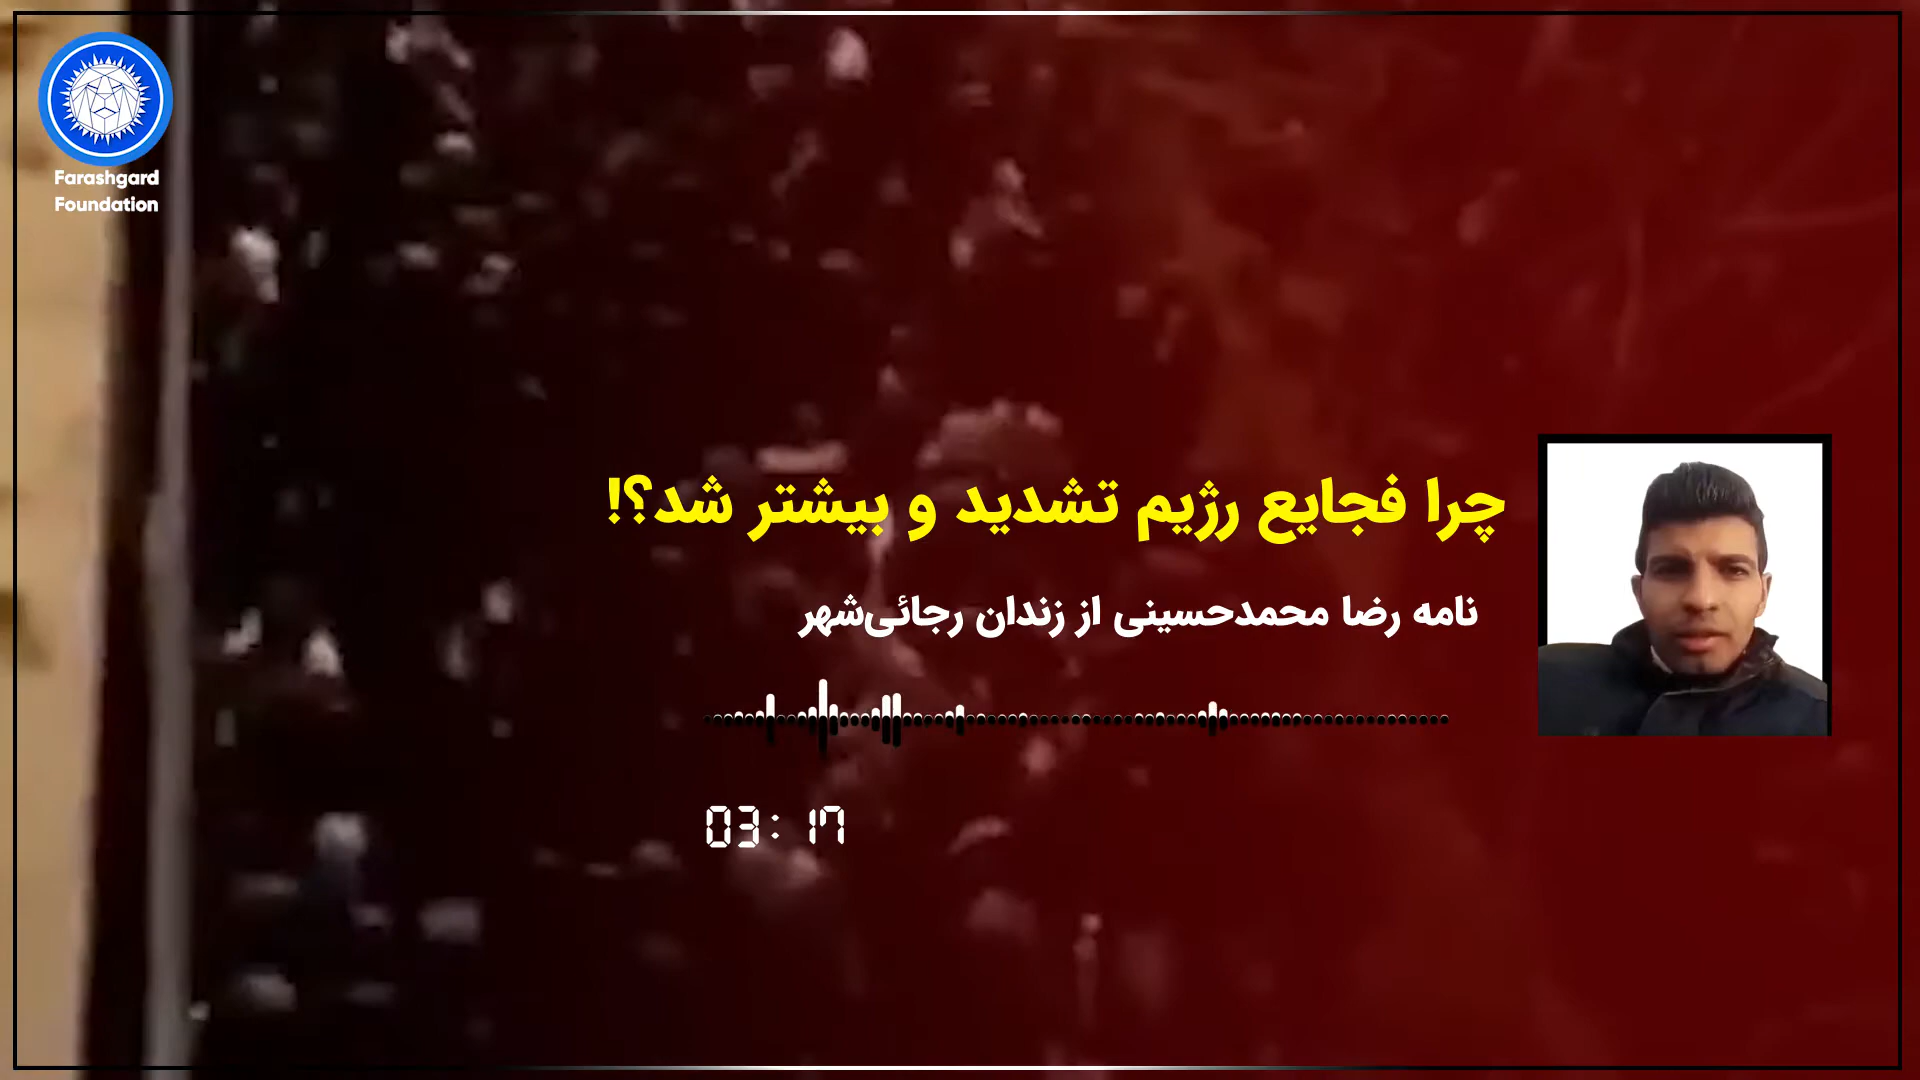 Farashgard
Foundation
چرا فجایع رژیم تشدید و بیشتر شد؟!
نامه رضا محمدحسینی از زندان رجائی‌شهر
03:17